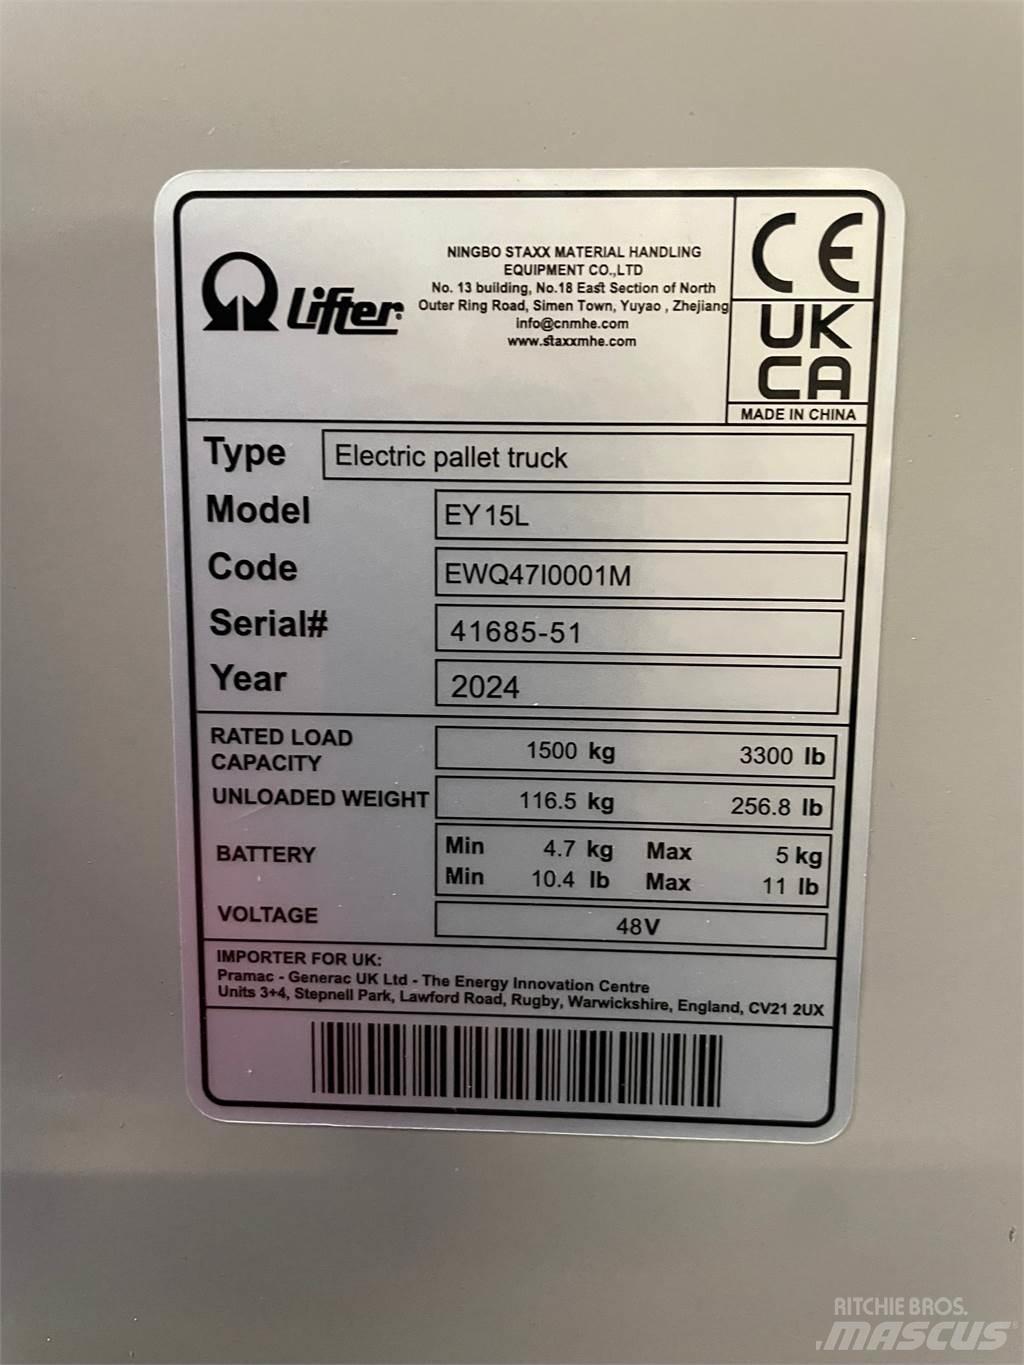 Lifter
NINGBO STAXX MATERIAL HANDLING
EQUIPMENT CO.,LTD
No. 13 building, No.18 East Section of North
Outer Ring Road, Simen Town, Yuyao , Zhejiang
info@cnmhe.com
www.staxxmhe.com
CE
UK
CA
MADE IN CHINA
Type Electric pallet truck
Model EY15L
Code EWQ47I0001M
Serial# 41685-51
Year 2024
RATED LOAD
CAPACITY 1500 kg 3300 lb
UNLOADED WEIGHT 116.5 kg 256.8 lb
BATTERY Min 4.7 kg Max 5 kg
Min 10.4 lb Max 11 lb
VOLTAGE 48V
IMPORTER FOR UK:
Pramac - Generac UK Ltd - The Energy Innovation Centre
Units 3+4, Stepnell Park, Lawford Road, Rugby, Warwickshire, England, CV21 2UX
RITCHIE BROS.
MASCUS